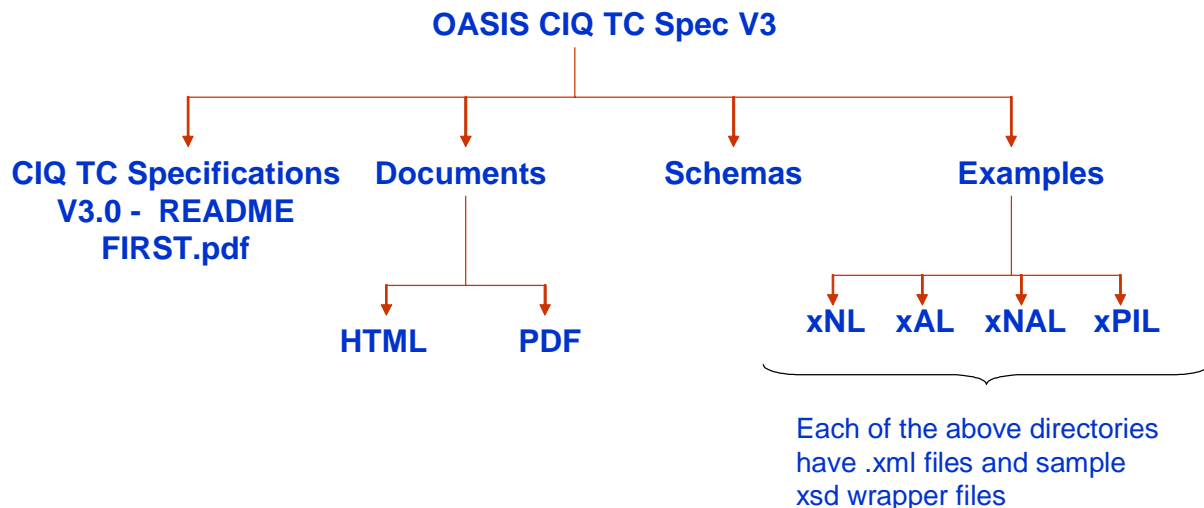 OASIS CIQ TC Spec V3
CIQ TC Specifications
V3.0 - README
FIRST.pdf
Documents
Schemas
Examples
HTML
PDF
xNL
xAL
xNAL
xPIL
Each of the above directories
have .xml files and sample
xsd wrapper files